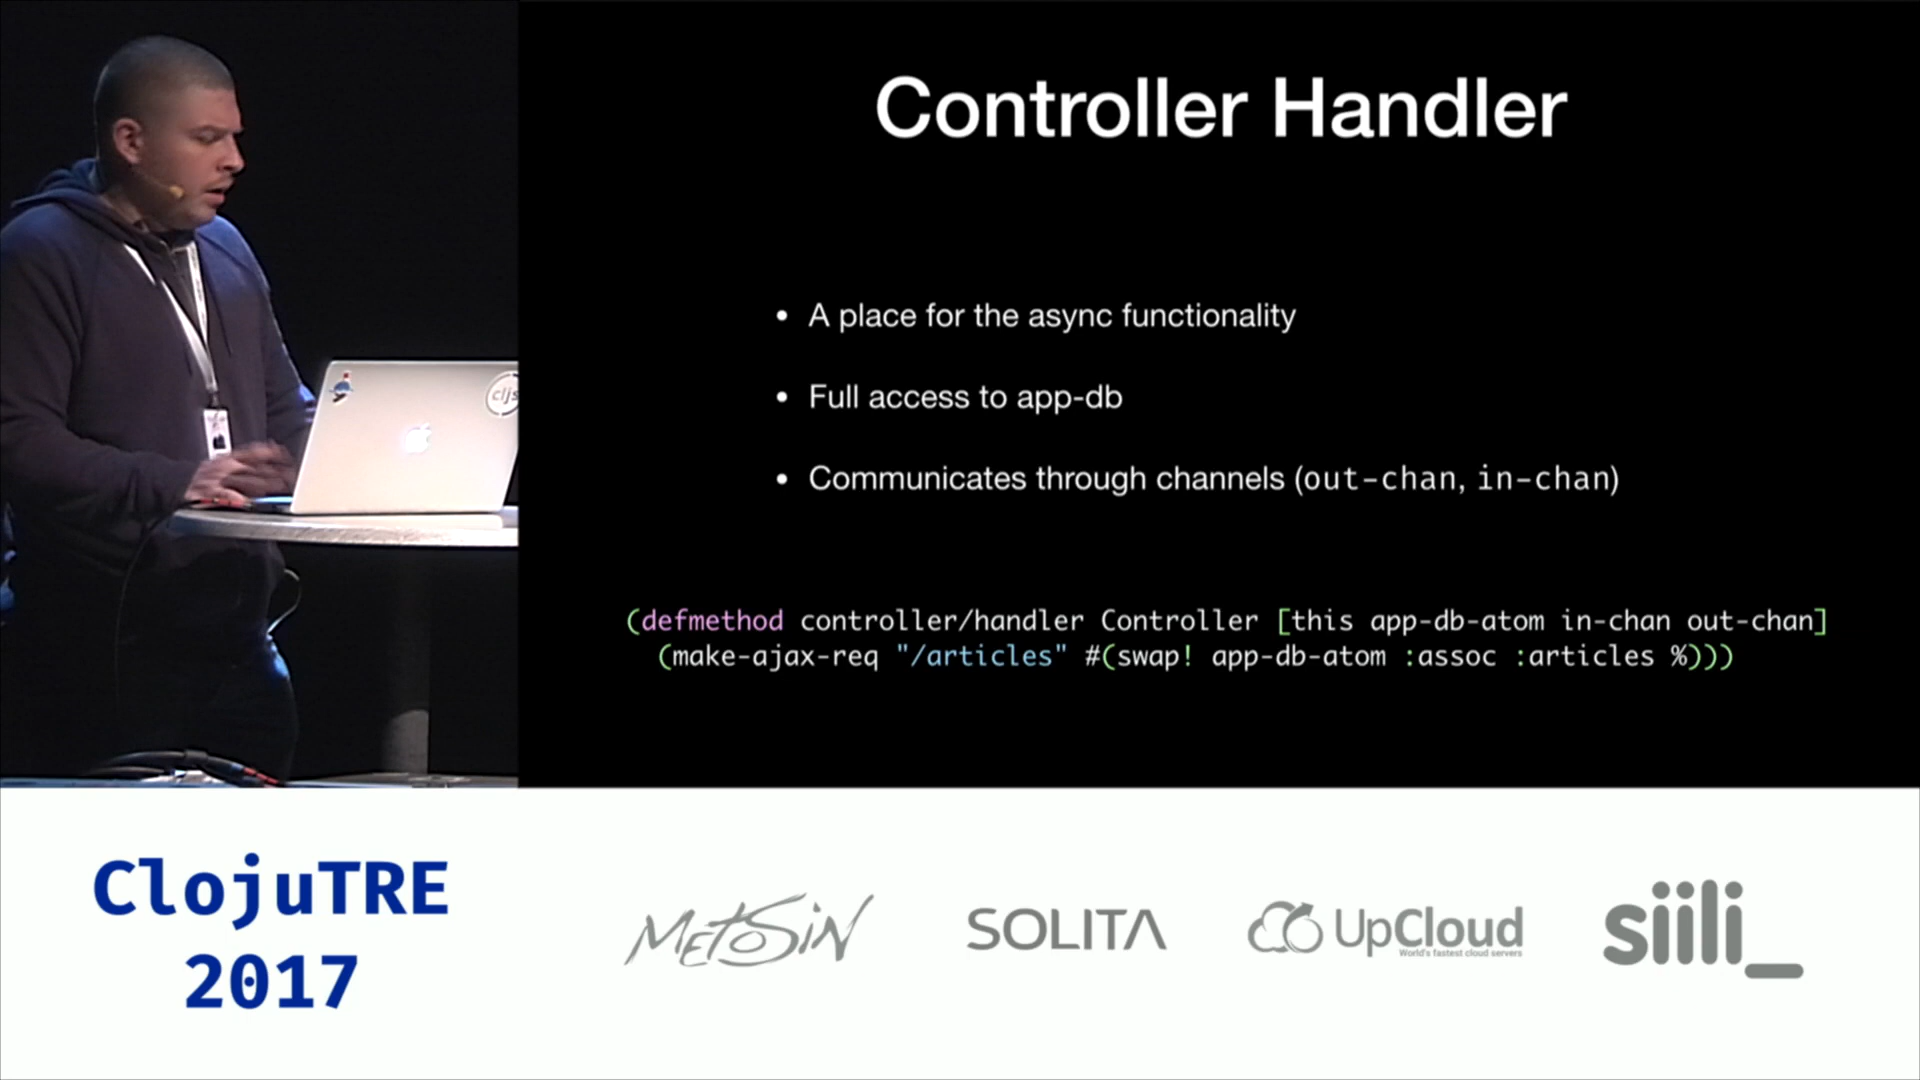 Controller Handler
• A place for the async functionality
• Full access to app-db
• Communicates through channels (out-chan, in-chan)
(defmethod controller/handler Controller [this app-db-atom in-chan out-chan]
(make-ajax-req "/articles" #(swap! app-db-atom :assoc :articles %)))
cljs
ClojuTRE
2017
METOSIN
SOLITA
UpCloud
World's fastest cloud servers
siili_